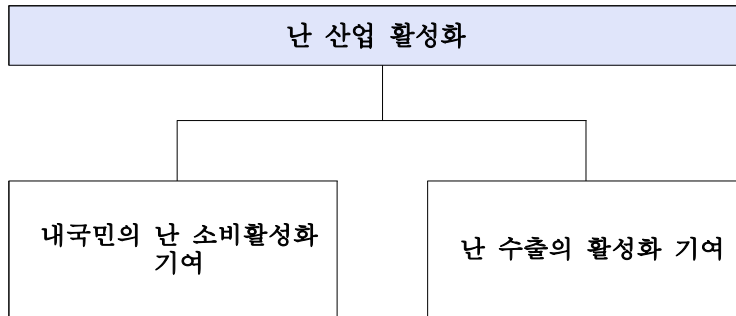 난 산업 활성화
내국민의 난 소비활성화
기여
난 수출의 활성화 기여